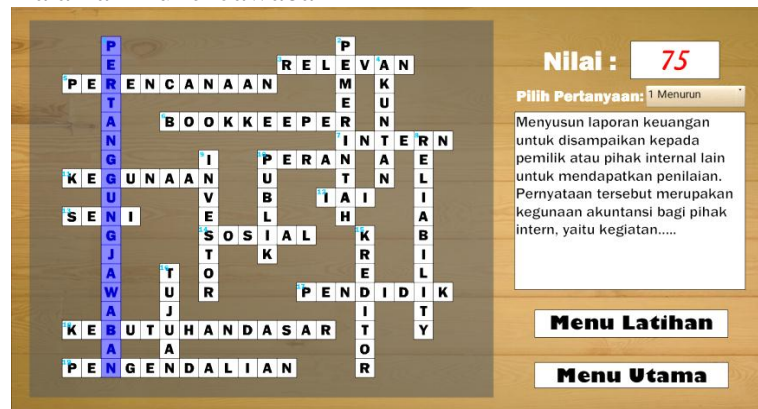 PERTANGGUNGJAWABAN
PEMERINTAH
RELEVAN
AKUNTAN
PERENCANAAN
BOOKKEEPER
INTERN
RELIABILITY
INVESTOR
PERAN
PUBLIK
KEGUNAAN
IAI
SENI
SOSIAL
KREDITOR
TUJUAN
PENDIDIK
KEBUTUHANDASAR
PENGENDALIAN
Nilai : 75
Pilih Pertanyaan: 1 Menurun
Menyusun laporan keuangan
untuk disampaikan kepada
pemilik atau pihak internal lain
untuk mendapatkan penilaian.
Pernyataan tersebut merupakan
kegunaan akuntansi bagi pihak
intern, yaitu kegiatan.....
Menu Latihan
Menu Utama